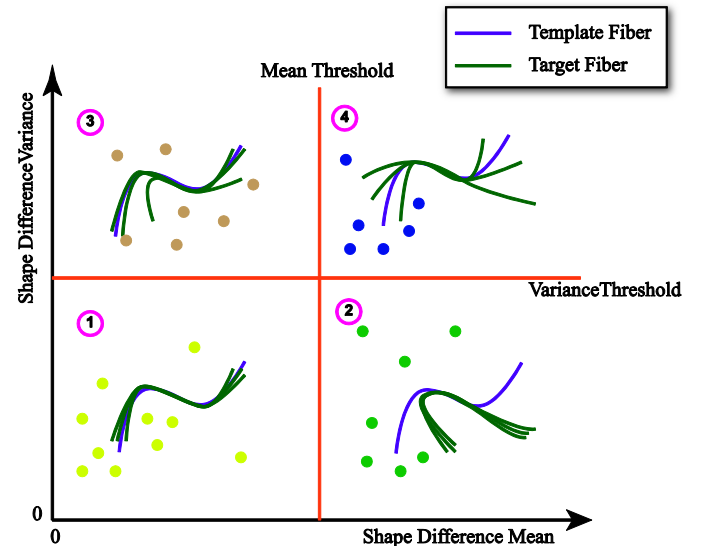 Template Fiber
Target Fiber
Mean Threshold
3
4
Shape DifferenceVariance
VarianceThreshold
1
2
0
0
Shape Difference Mean